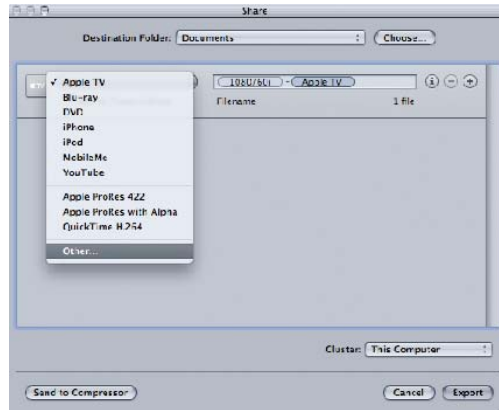 Share
Destination Folder: Documents Choose...
Apple TV
Blu-ray
DVD
iPhone
iPod
MobileMe
YouTube
Apple ProRes 422
Apple ProRes with Alpha
QuickTime H.264
Other...
1080/60i - Apple TV
Filename 1 file
Cluster: This Computer
Send to Compressor Cancel Export